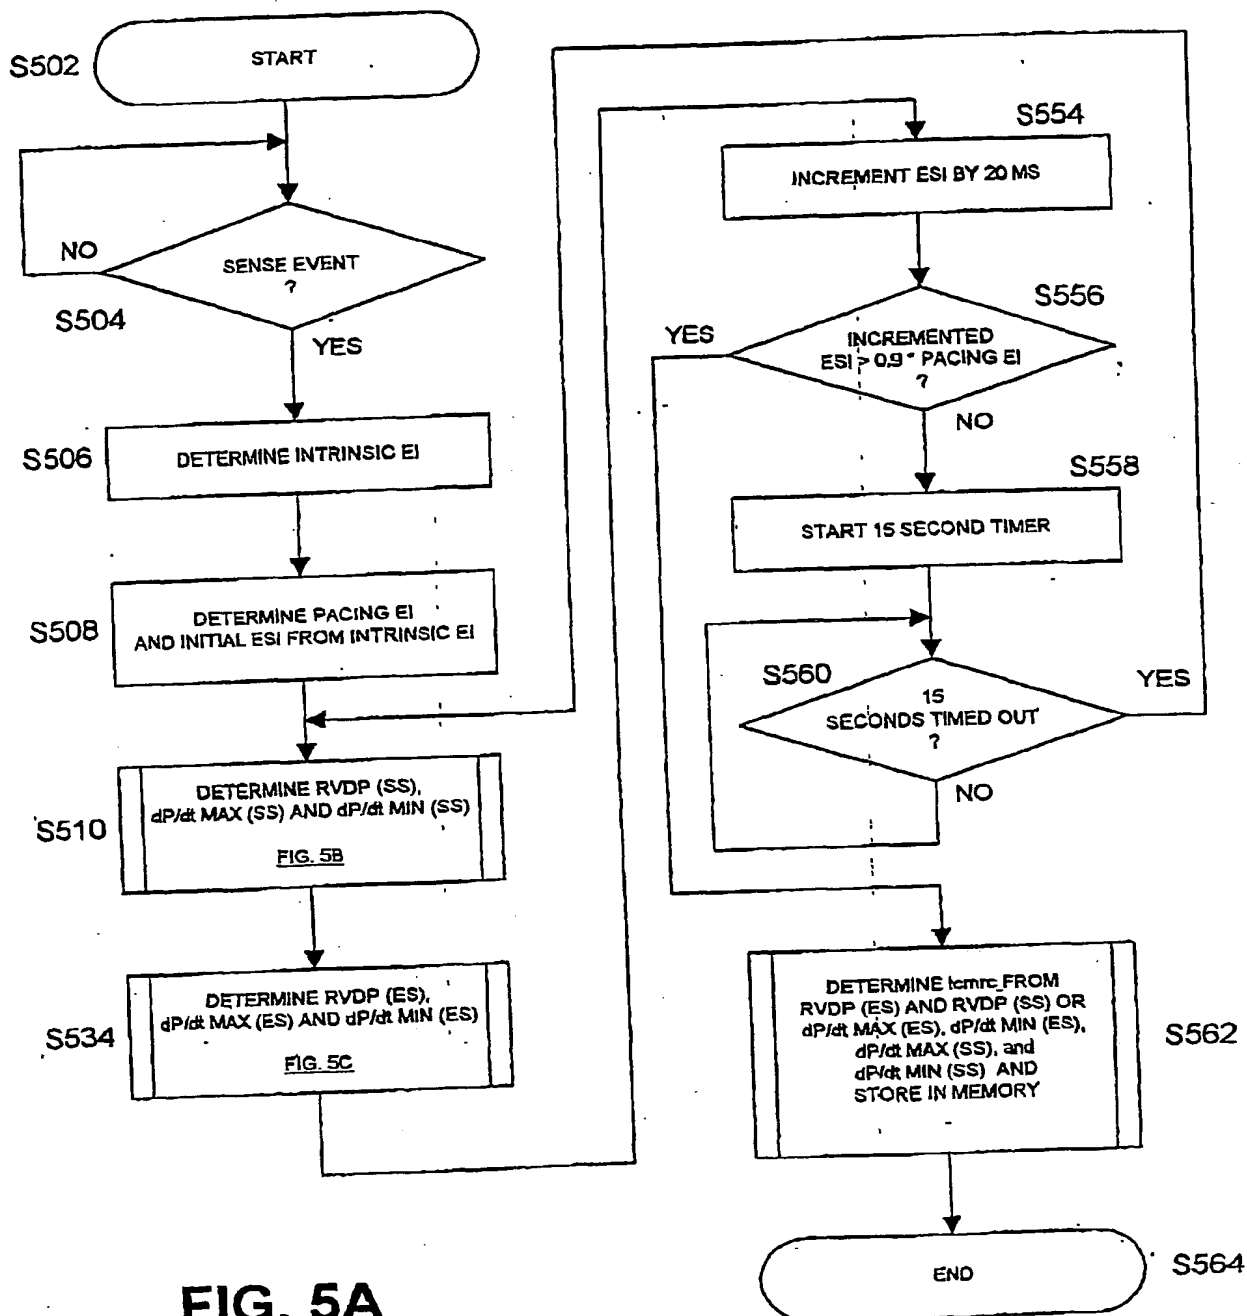 S502
START
NO
SENSE EVENT
?
S504
YES
S506
DETERMINE INTRINSIC EI
S508
DETERMINE PACING EI
AND INITIAL ESI FROM INTRINSIC EI
S510
DETERMINE RVDP (SS),
dP/dt MAX (SS) AND dP/dt MIN (SS)
FIG. 5B
S534
DETERMINE RVDP (ES),
dP/dt MAX (ES) AND dP/dt MIN (ES)
FIG. 5C
S554
INCREMENT ESI BY 20 MS
S556
YES
INCREMENTED
ESI > 0.9 * PACING EI
?
NO
S558
START 15 SECOND TIMER
S560
15
SECONDS TIMED OUT
?
YES
NO
DETERMINE tcmrc FROM
RVDP (ES) AND RVDP (SS) OR
dP/dt MAX (ES), dP/dt MIN (ES),
dP/dt MAX (SS), and
dP/dt MIN (SS) AND
STORE IN MEMORY
S562
END
S564
FIG. 5A